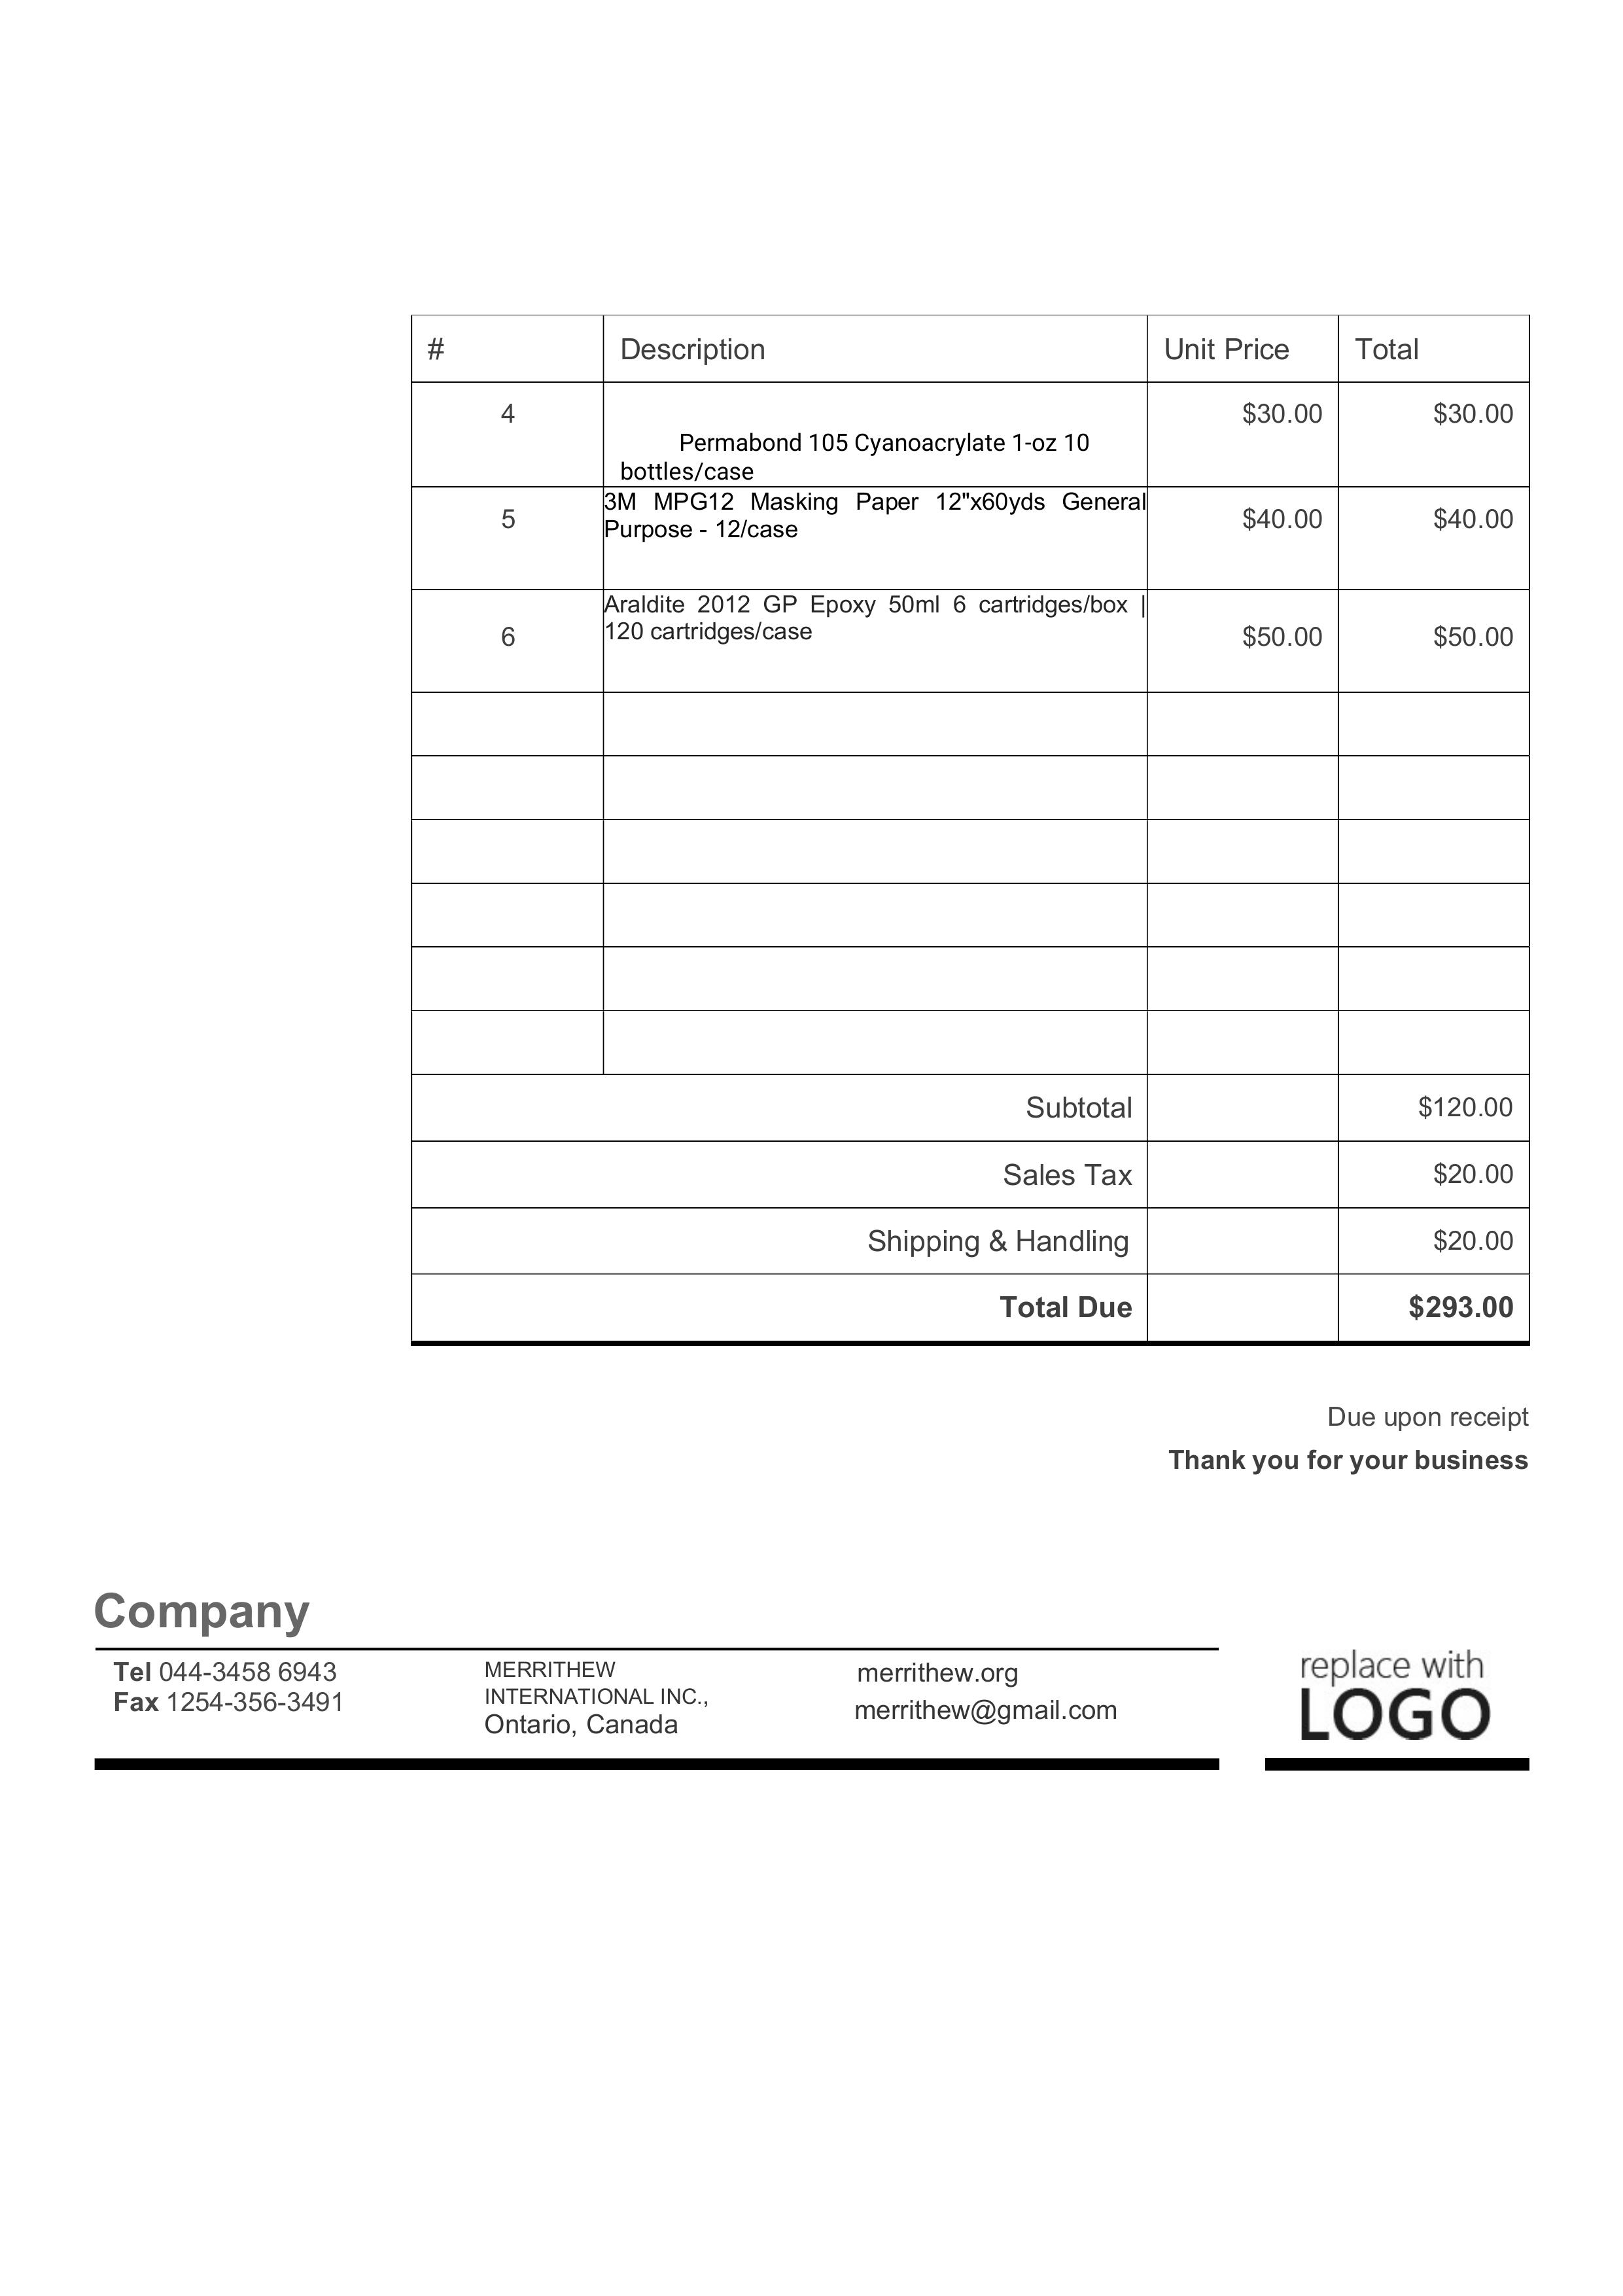 # Description Unit Price Total
4 $30.00 $30.00
Permabond 105 Cyanoacrylate 1-oz 10
bottles/case
3M MPG12 Masking Paper 12"x60yds General
5 $40.00 $40.00
Purpose - 12/case
Araldite 2012 GP Epoxy 50ml 6 cartridges/box |
120 cartridges/case
6 $50.00 $50.00
Subtotal $120.00
Sales Tax $20.00
Shipping & Handling $20.00
Total Due $293.00
Due upon receipt
Thank you for your business
Company
Tel 044-3458 6943
Fax 1254-356-3491
MERRITHEW
INTERNATIONAL INC.,
Ontario, Canada
merrithew.org
merrithew@gmail.com
replace with
LOGO